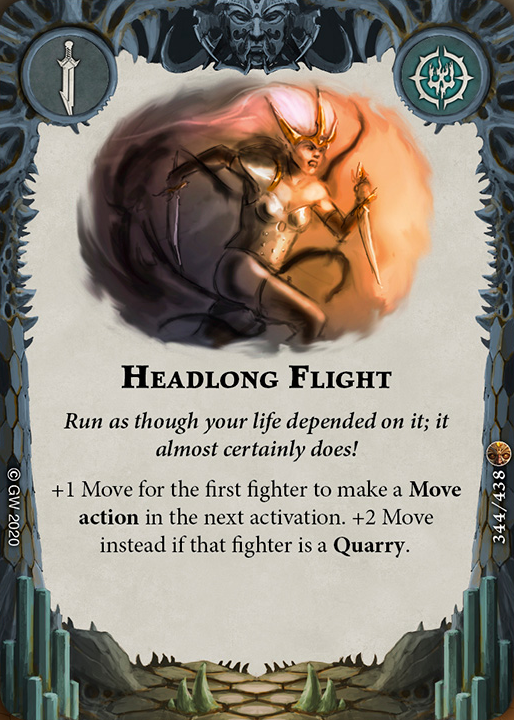 HEADLONG FLIGHT
Run as though your life depended on it; it
almost certainly does!
+1 Move for the first fighter to make a Move
action in the next activation. +2 Move
instead if that fighter is a Quarry.
© GW 2020
344/438